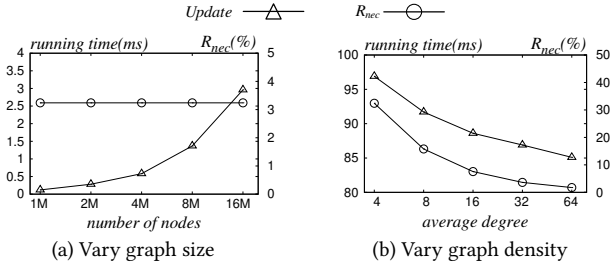 Update R_nec
running time(ms) R_nec(%)
4 5
3.5
3 4
2.5 3
2
1.5 2
1
0.5 1
0 0
1M 2M 4M 8M 16M
number of nodes
(a) Vary graph size
running time(ms) R_nec(%)
100 50
95 40
90 30
20
85 10
80 0
4 8 16 32 64
average degree
(b) Vary graph density